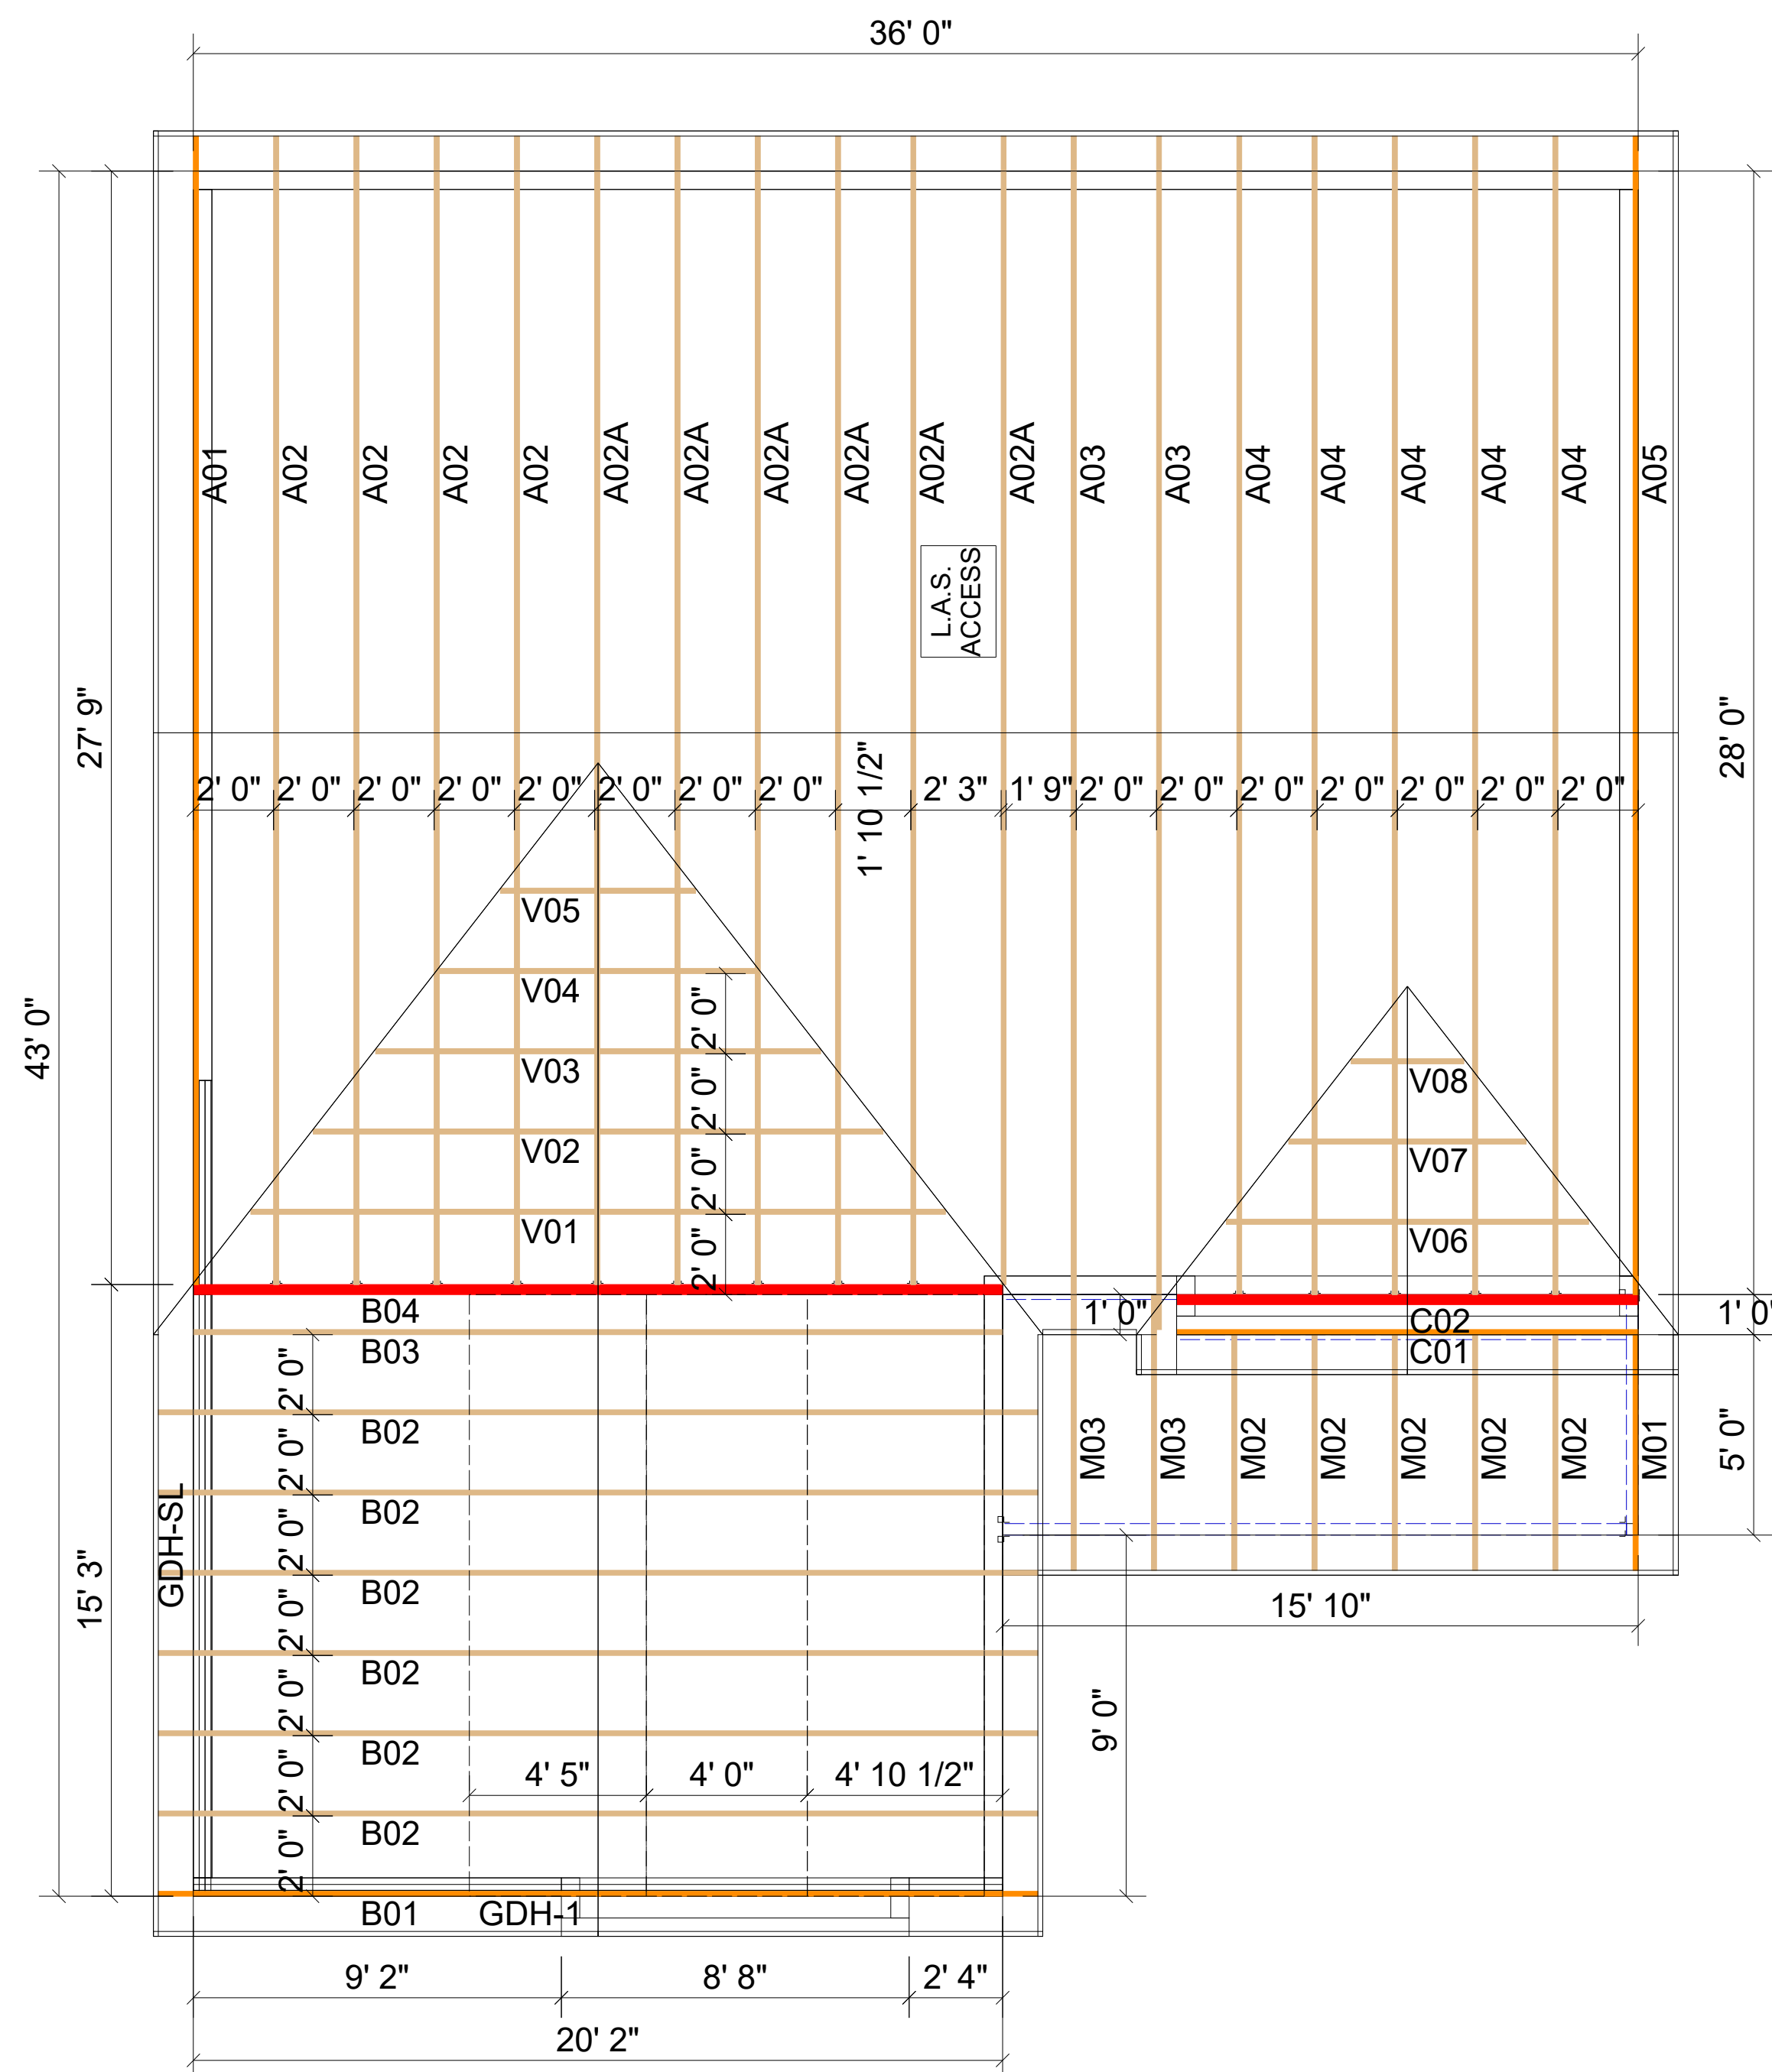 36' 0"
A01
A02
A02
A02
A02
A02A
A02A
A02A
A02A
A02A
A02A
A03
A03
A04
A04
A04
A04
A04
A05
L.A.S.
ACCESS
27' 9"
28' 0"
43' 0"
2' 0"
2' 0"
2' 0"
2' 0"
2' 0"
2' 0"
2' 0"
2' 0"
1' 10 1/2"
2' 3"
1' 9"
2' 0"
2' 0"
2' 0"
2' 0"
2' 0"
2' 0"
2' 0"
V05
V04
2' 0"
V03
2' 0"
V02
2' 0"
V01
2' 0"
V08
V07
V06
B04
1' 0"
C02
1' 0"
B03
C01
2' 0"
B02
2' 0"
B02
2' 0"
B02
2' 0"
B02
2' 0"
B02
2' 0"
B02
2' 0"
GDH-SL
15' 3"
M03
M03
M02
M02
M02
M02
M02
M01
5' 0"
15' 10"
9' 0"
4' 5"
4' 0"
4' 10 1/2"
B01
GDH-1
9' 2"
8' 8"
2' 4"
20' 2"